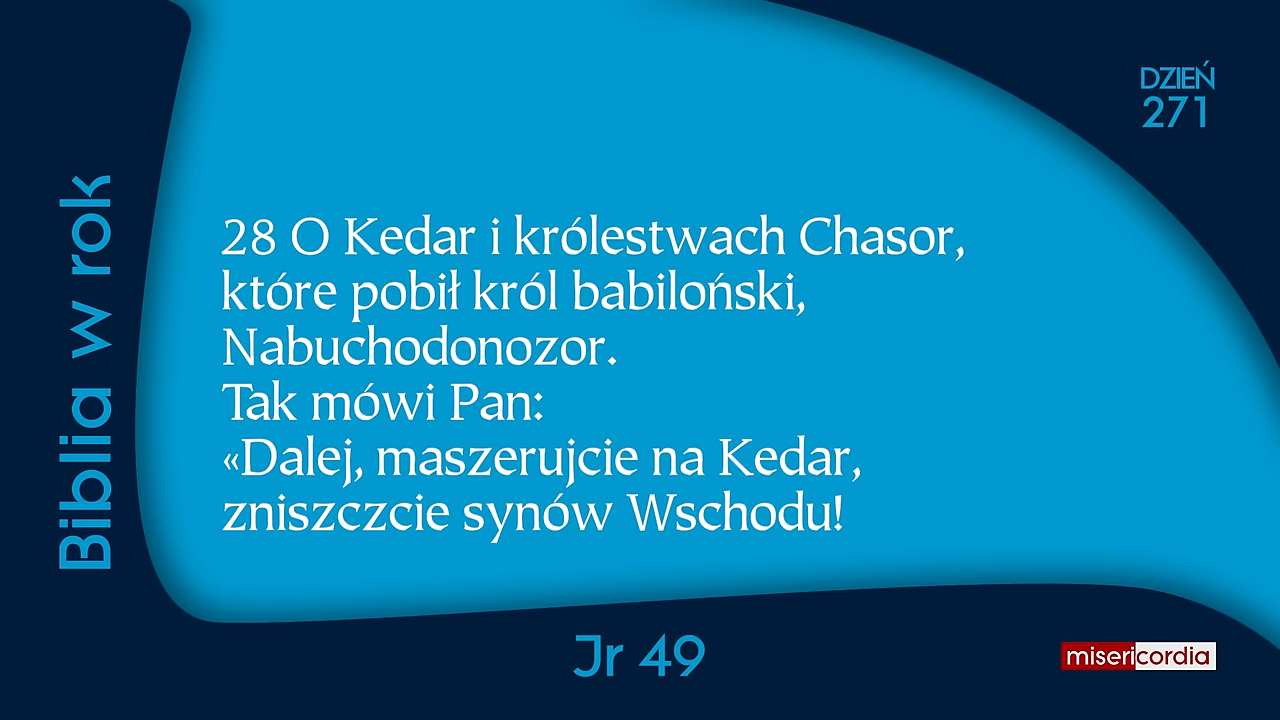 DZIEŃ
271
Biblia w rok
28 O Kedar i królestwach Chasor,
które pobił król babiloński,
Nabuchodonozor.
Tak mówi Pan:
«Dalej, maszerujcie na Kedar,
zniszczcie synów Wschodu!
Jr 49
misericordia